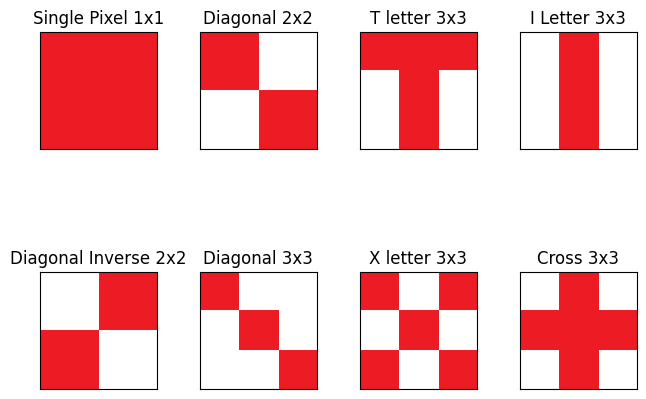 Single Pixel 1x1
Diagonal 2x2
T letter 3x3
I Letter 3x3
Diagonal Inverse 2x2
Diagonal 3x3
X letter 3x3
Cross 3x3